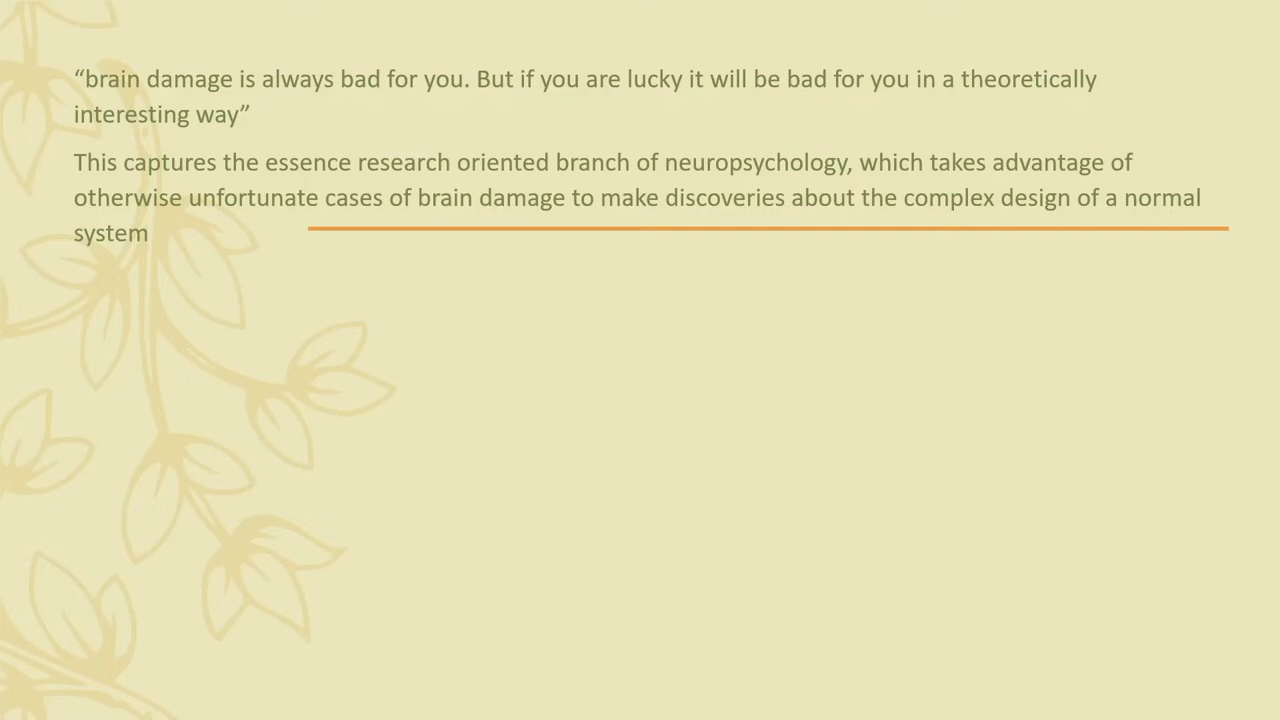 “brain damage is always bad for you. But if you are lucky it will be bad for you in a theoretically
interesting way”
This captures the essence research oriented branch of neuropsychology, which takes advantage of
otherwise unfortunate cases of brain damage to make discoveries about the complex design of a normal
system